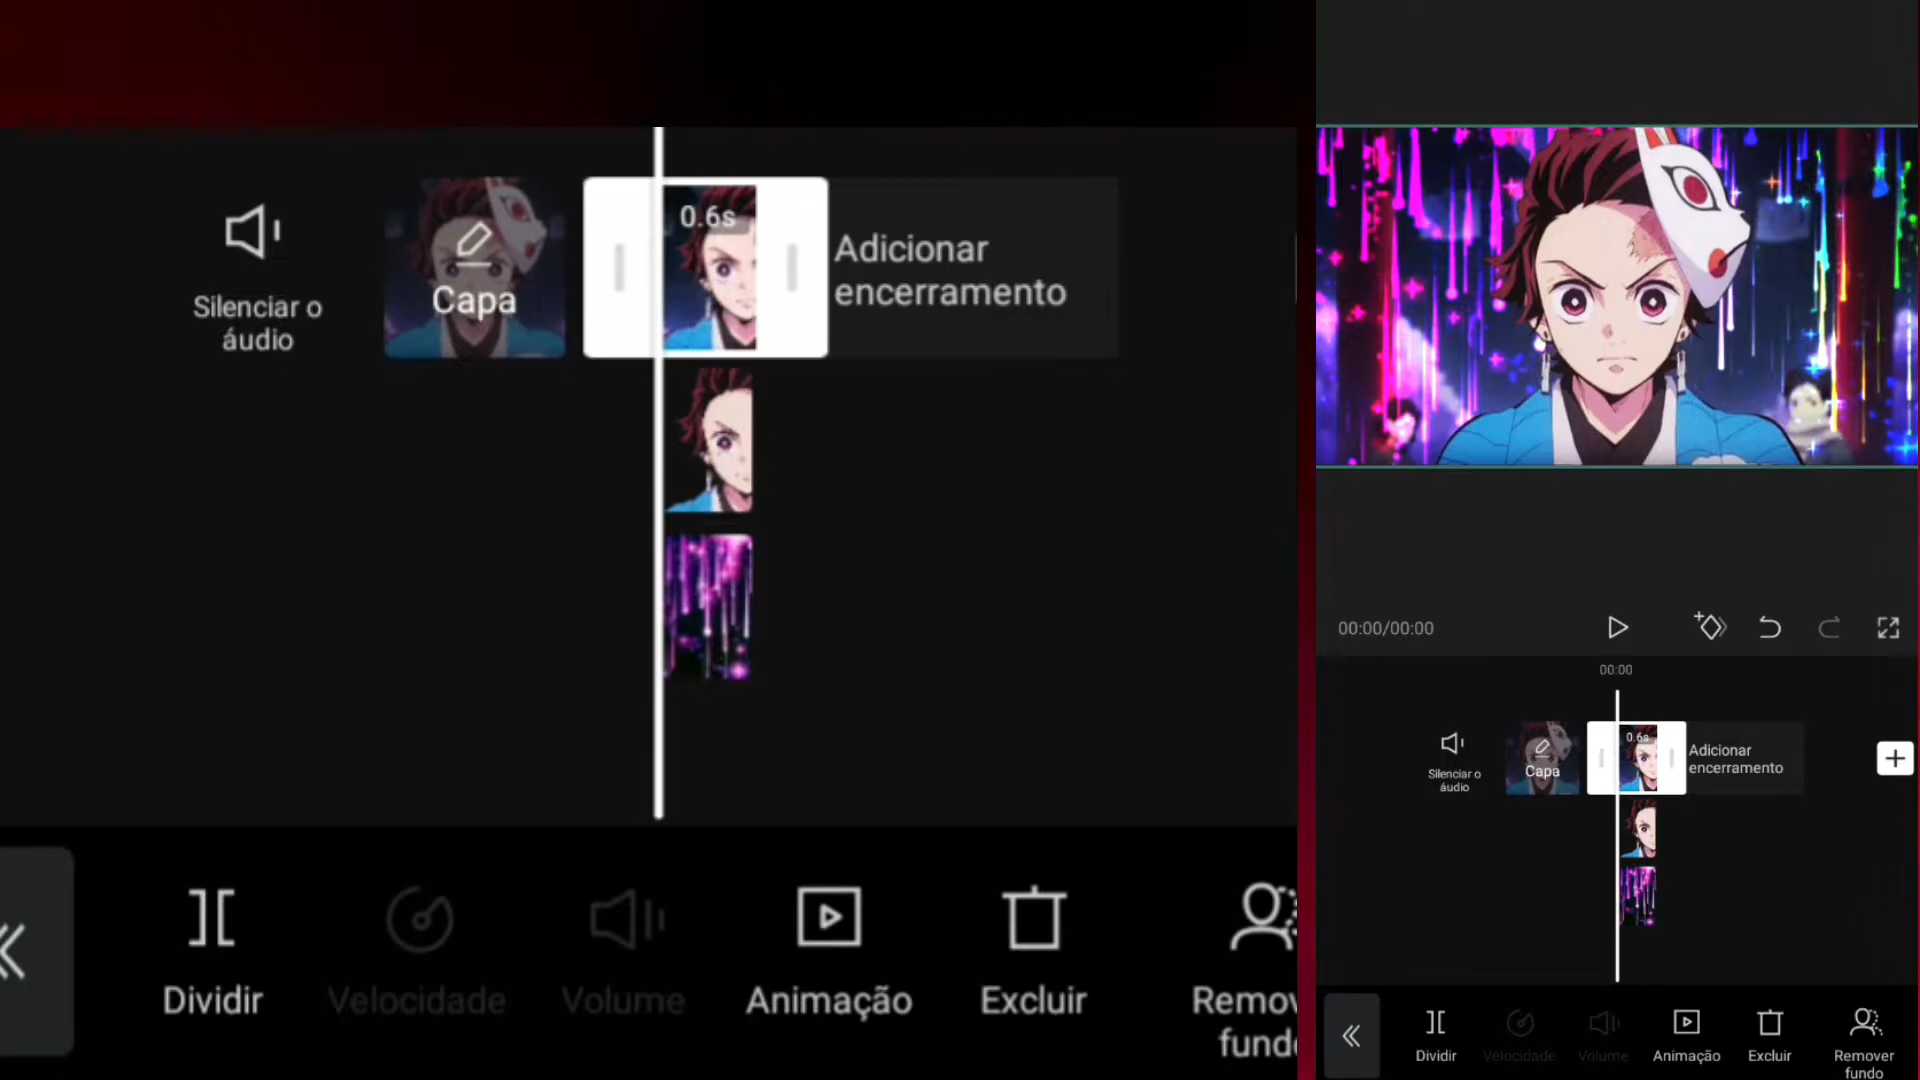 Silenciar o
áudio
Capa
0.6s
Adicionar
encerramento
Dividir
Velocidade
Volume
Animação
Excluir
Remov
fund
00:00/00:00
00:00
Silenciar o
áudio
Capa
0.6s
Adicionar
encerramento
Dividir
Velocidade
Volume
Animação
Excluir
Remover
fundo